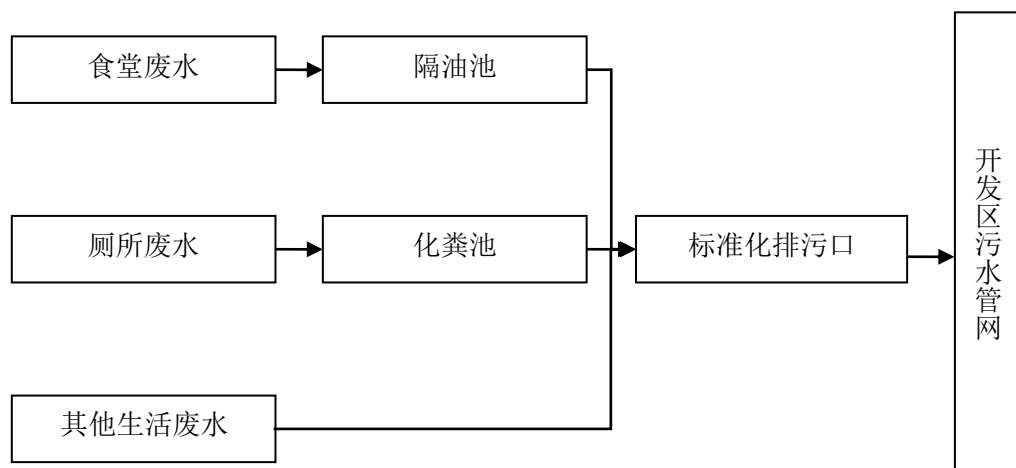 食堂废水
隔油池
厕所废水
化粪池
标准化排污口
其他生活废水
开发区污水管网